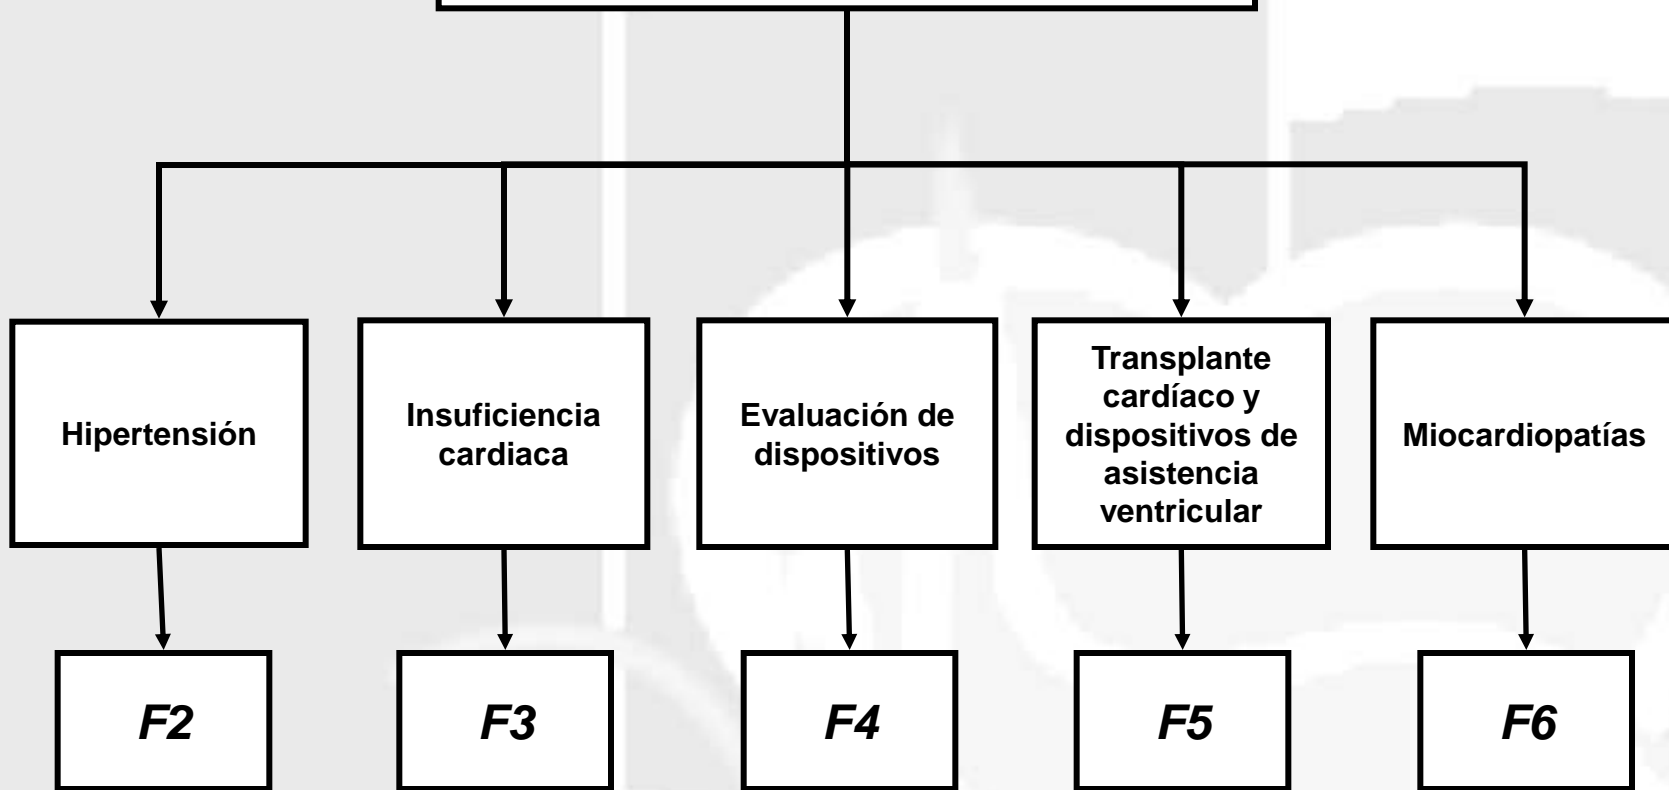 Hipertensión
Insuficiencia
cardiaca
Evaluación de
dispositivos
Transplante
cardíaco y
dispositivos de
asistencia
ventricular
Miocardiopatías
F2
F3
F4
F5
F6